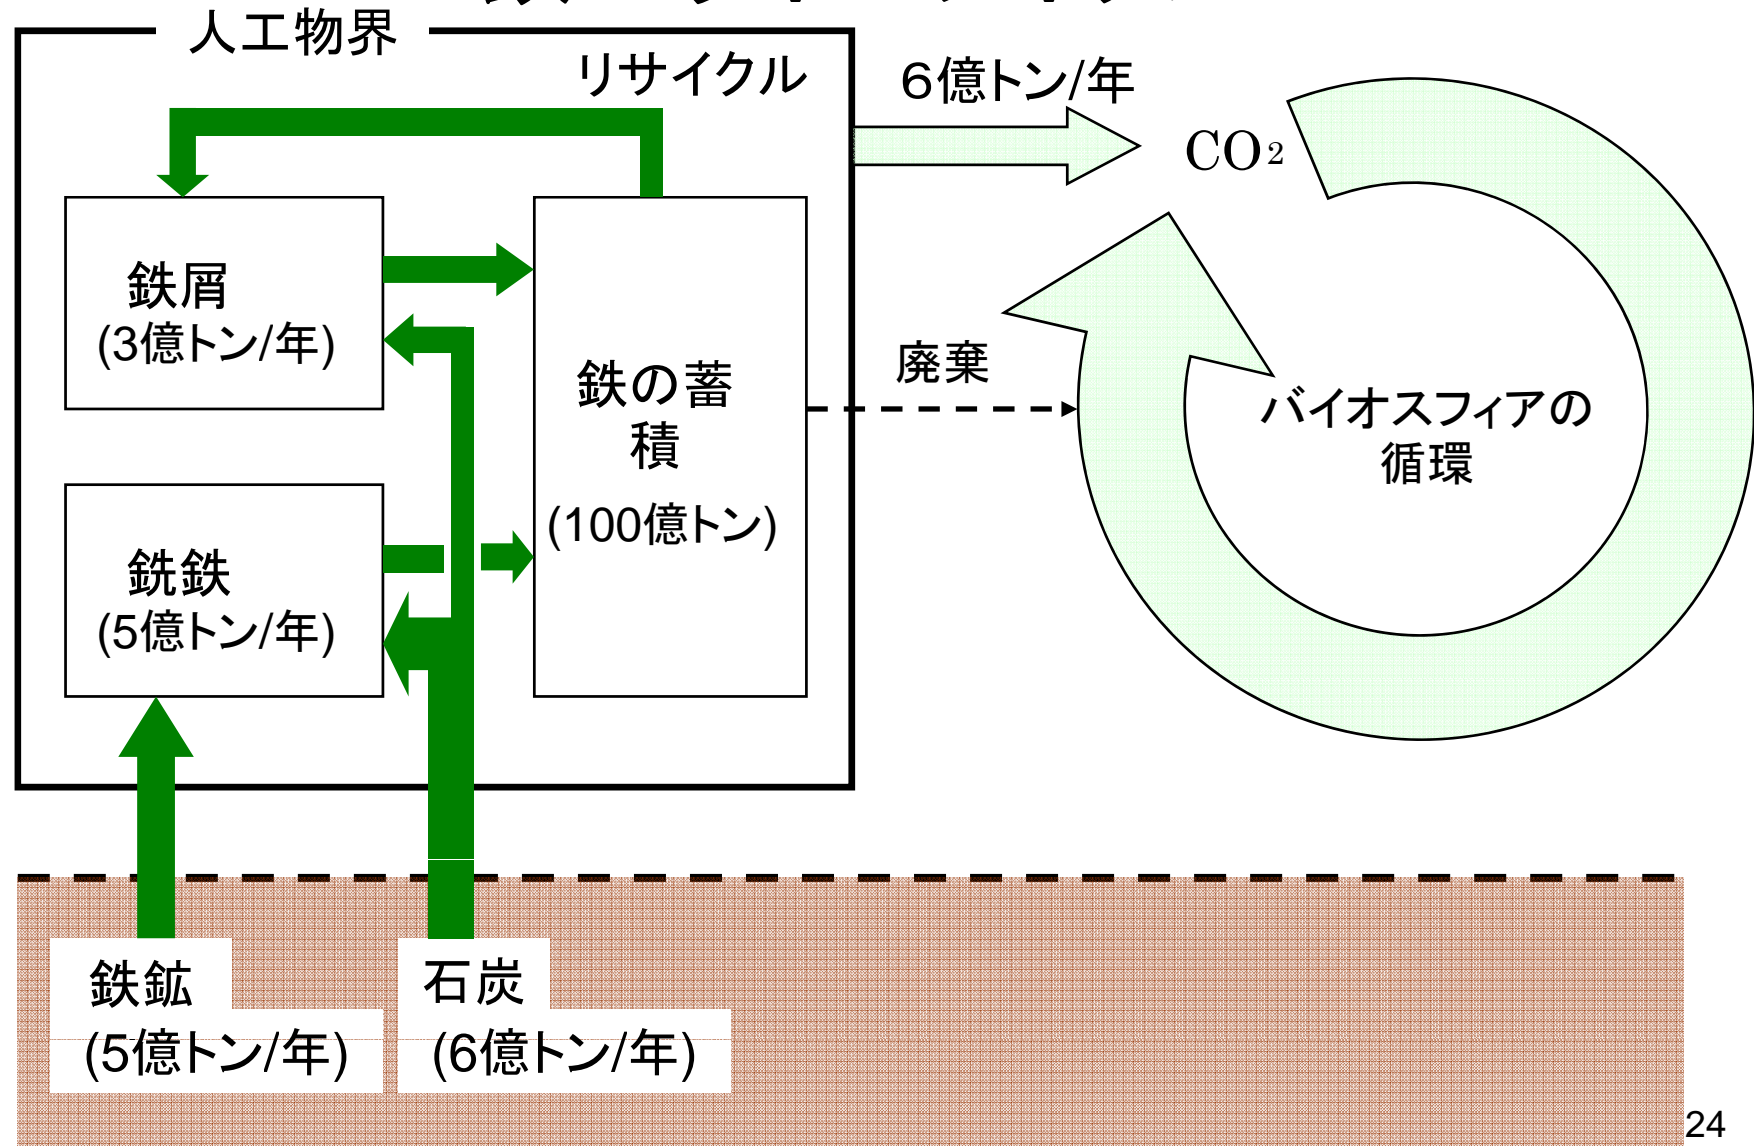 人工物界
リサイクル
6億トン/年
CO2
鉄屑
(3億トン/年)
鉄の蓄
積
(100億トン)
廃棄
バイオスフィアの
循環
銑鉄
(5億トン/年)
鉄鉱
(5億トン/年)
石炭
(6億トン/年)
24